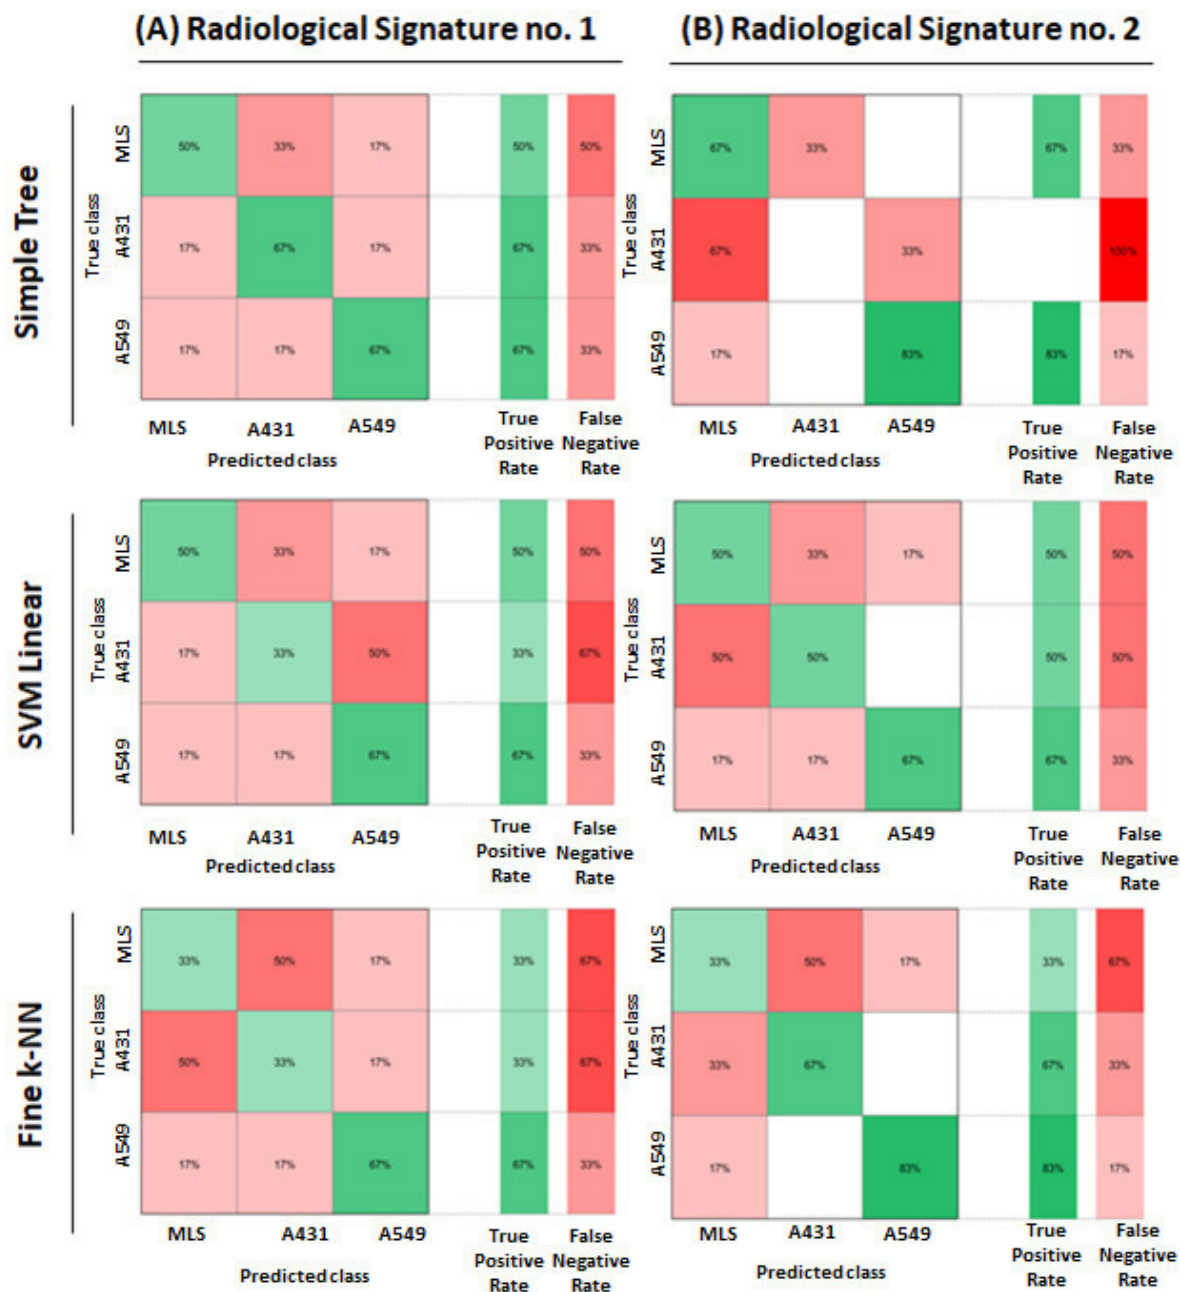 (A) Radiological Signature no. 1
(B) Radiological Signature no. 2
Simple Tree
True class
MLS
50% 33% 17% 50% 50%
A431
17% 67% 17% 67% 33%
A549
17% 17% 67% 67% 33%
MLS A431 A549
Predicted class
True
Positive
Rate
False
Negative
Rate
True class
MLS
67% 33% 67% 33%
A431
67% 33% 100%
A549
17% 83% 83% 17%
MLS A431 A549
Predicted class
True
Positive
Rate
False
Negative
Rate
SVM Linear
True class
MLS
50% 33% 17% 50% 50%
A431
17% 33% 50% 33% 67%
A549
17% 17% 67% 67% 33%
MLS A431 A549
Predicted class
True
Positive
Rate
False
Negative
Rate
True class
MLS
50% 33% 17% 50% 50%
A431
50% 50% 50% 50%
A549
17% 17% 67% 67% 33%
MLS A431 A549
Predicted class
True
Positive
Rate
False
Negative
Rate
Fine k-NN
True class
MLS
33% 50% 17% 33% 67%
A431
50% 33% 17% 33% 67%
A549
17% 17% 67% 67% 33%
MLS A431 A549
Predicted class
True
Positive
Rate
False
Negative
Rate
True class
MLS
33% 50% 17% 33% 67%
A431
33% 67% 67% 33%
A549
17% 83% 83% 17%
MLS A431 A549
Predicted class
True
Positive
Rate
False
Negative
Rate